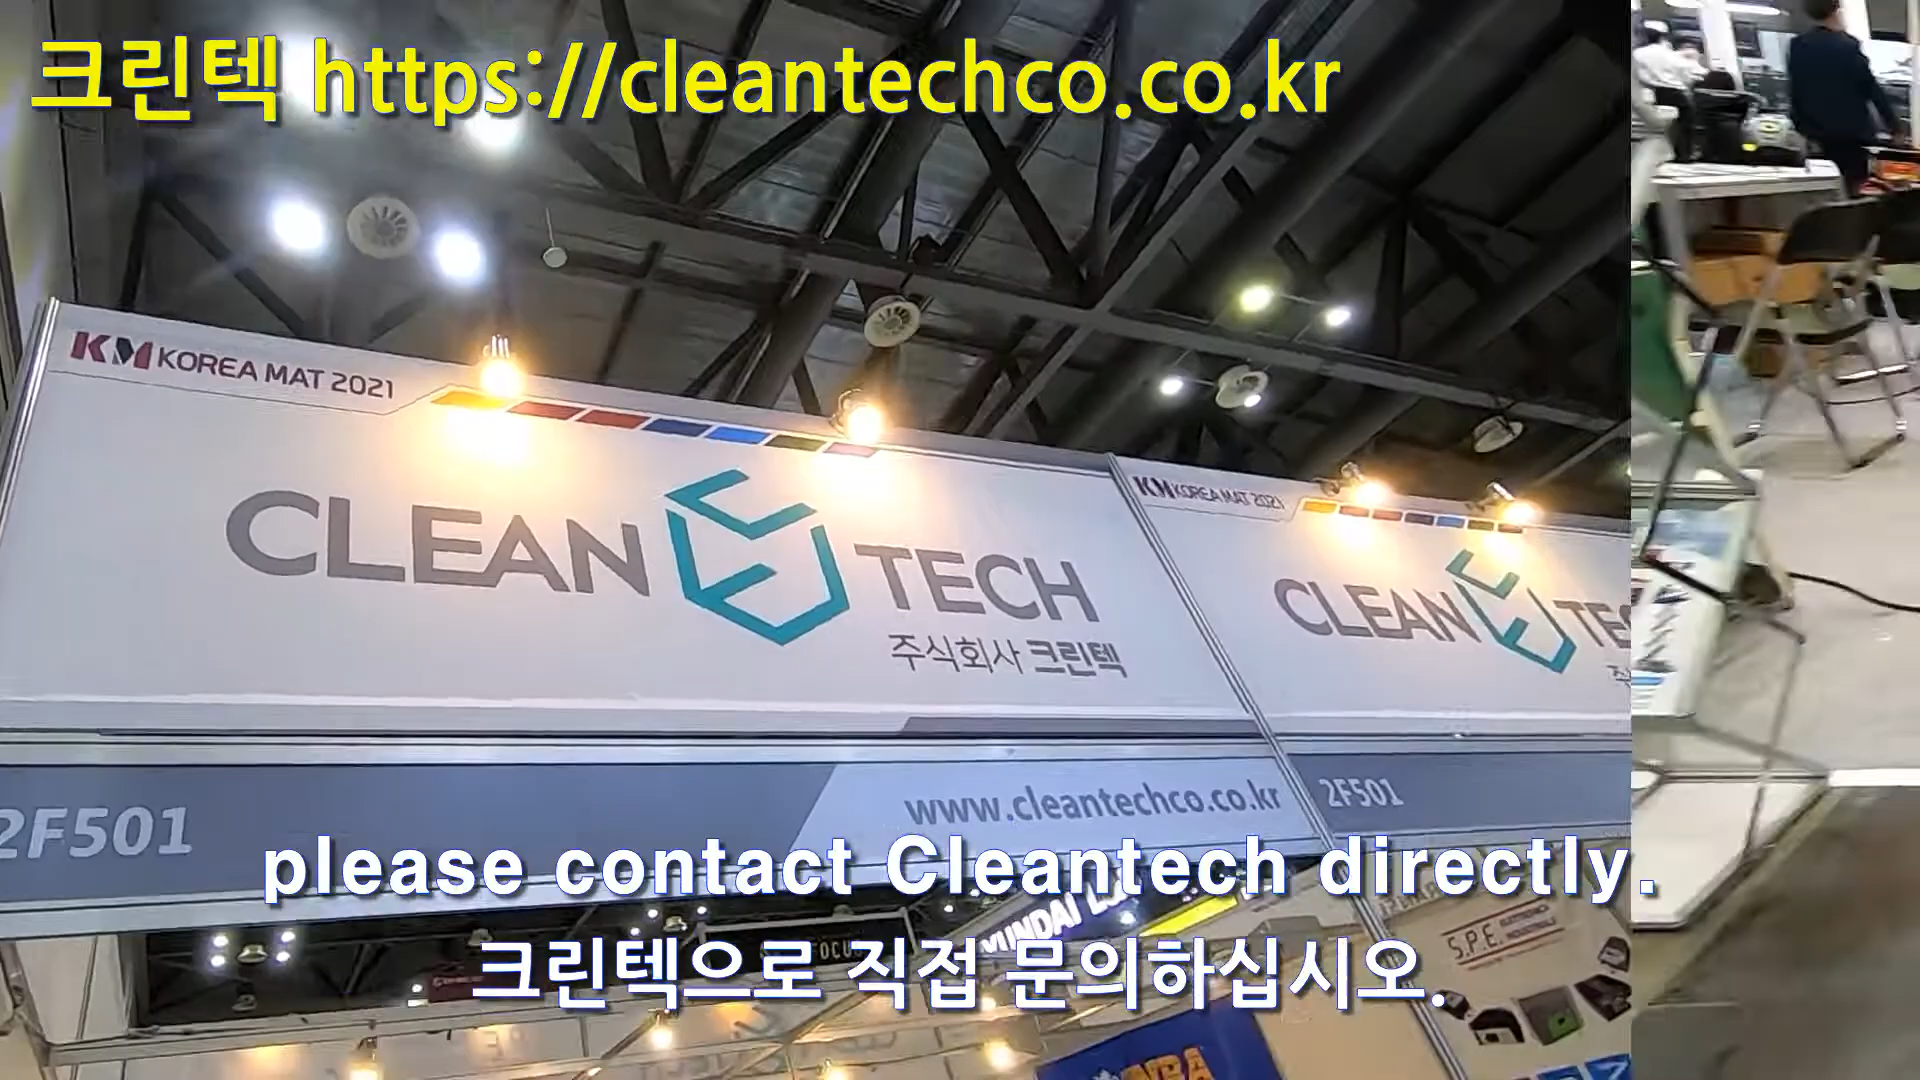 크린텍 https://cleantechco.co.kr
KM KOREA MAT 2021
KM KOREA MAT 2021
CLEAN TECH
주식회사 크린텍
CLEAN
www.cleantechco.co.kr
2F501
2F501
please contact Cleantech directly.
HYUNDAI
S.P.E.
크린텍으로 직접 문의하십시오.